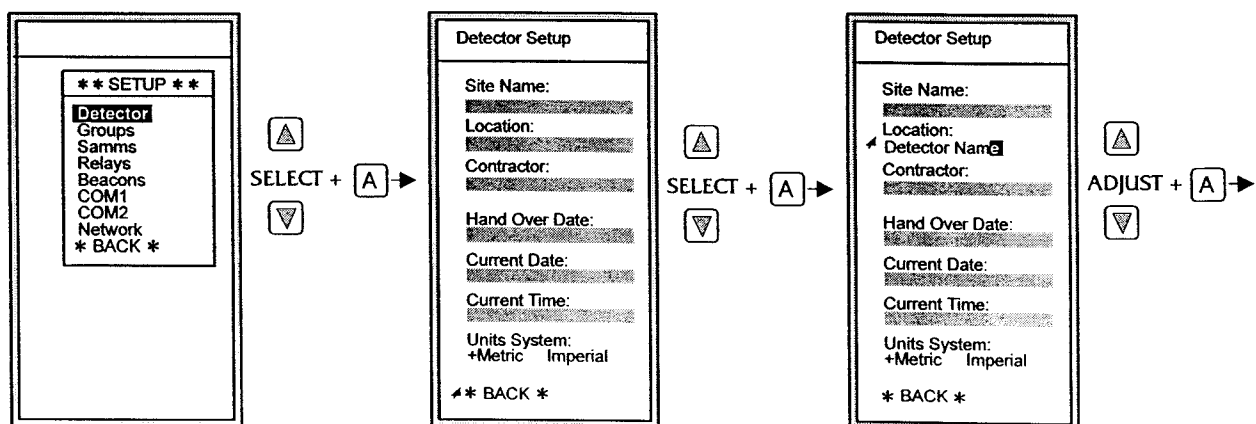 ** SETUP **
Detector
Groups
Samms
Relays
Beacons
COM1
COM2
Network
* BACK *
SELECT + A
Detector Setup
Site Name:
Location:
Contractor:
Hand Over Date:
Current Date:
Current Time:
Units System:
+Metric Imperial
* BACK *
SELECT + A
Detector Setup
Site Name:
Location:
Detector Name
Contractor:
Hand Over Date:
Current Date:
Current Time:
Units System:
+Metric Imperial
* BACK *
ADJUST + A